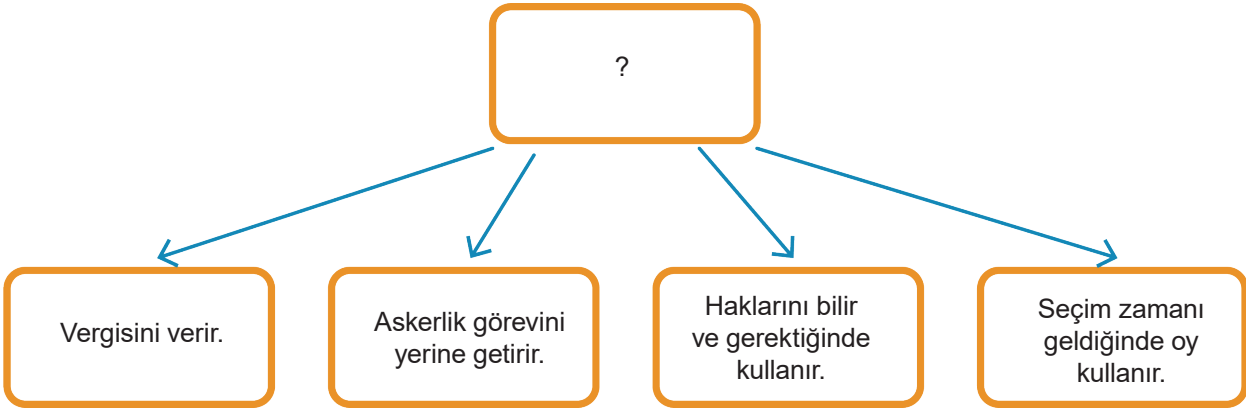 ?
Vergisini verir.
Askerlik görevini
yerine getirir.
Haklarını bilir
ve gerektiğinde
kullanır.
Seçim zamanı
geldiğinde oy
kullanır.